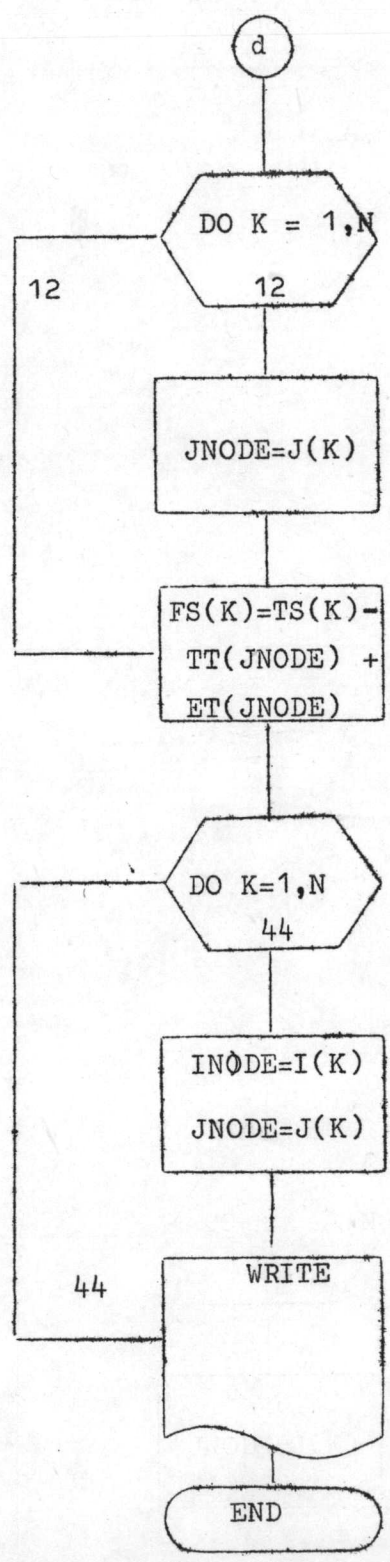 d
DO K = 1,N
12
12
JNODE=J(K)
FS(K)=TS(K)-
TT(JNODE) +
ET(JNODE)
DO K=1,N
44
INODE=I(K)
JNODE=J(K)
WRITE
44
END